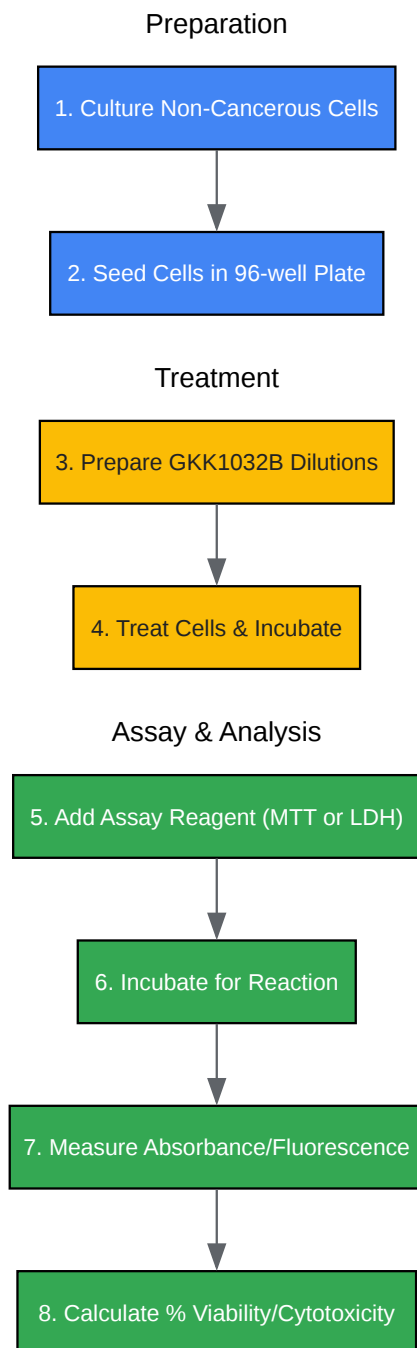 Preparation
1. Culture Non-Cancerous Cells
2. Seed Cells in 96-well Plate
Treatment
3. Prepare GKK1032B Dilutions
4. Treat Cells & Incubate
Assay & Analysis
5. Add Assay Reagent (MTT or LDH)
6. Incubate for Reaction
7. Measure Absorbance/Fluorescence
8. Calculate % Viability/Cytotoxicity